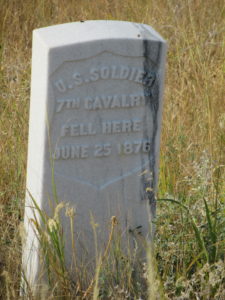 U.S. SOLDIER
7TH CAVALRY
FELL HERE
JUNE 25 1876